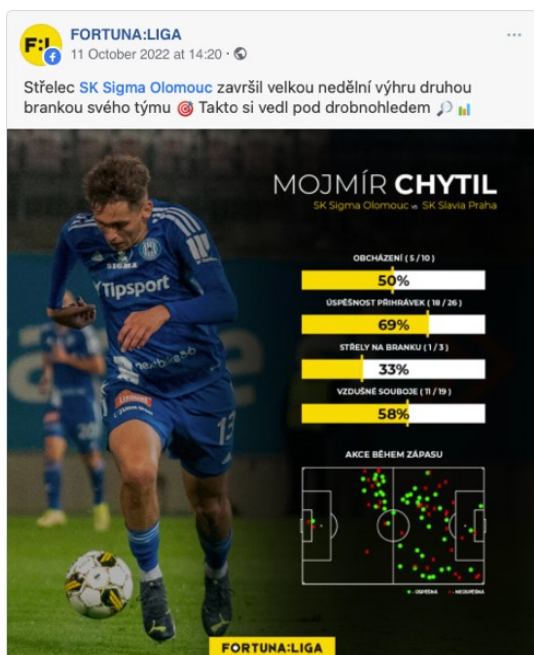 F:L
FORTUNA:LIGA
11 October 2022 at 14:20 ·
Střelec SK Sigma Olomouc završil velkou nedělní výhru druhou
brankou svého týmu 🎯 Takto si vedl pod drobnohledem 🔎 📊
MOJMÍR CHYTIL
SK Sigma Olomouc vs SK Slavia Praha
OBCHÁZENÍ ( 5 / 10 )
50%
ÚSPĚŠNOST PŘIHRÁVEK ( 18 / 26 )
69%
STŘELY NA BRANKU ( 1 / 3 )
33%
VZDUŠNÉ SOUBOJE ( 11 / 19 )
58%
AKCE BĚHEM ZÁPASU
- ÚSPĚŠNÁ - NEÚSPĚŠNÁ
SIGMA
Tipsport
nextbike
13
FORTUNA:LIGA